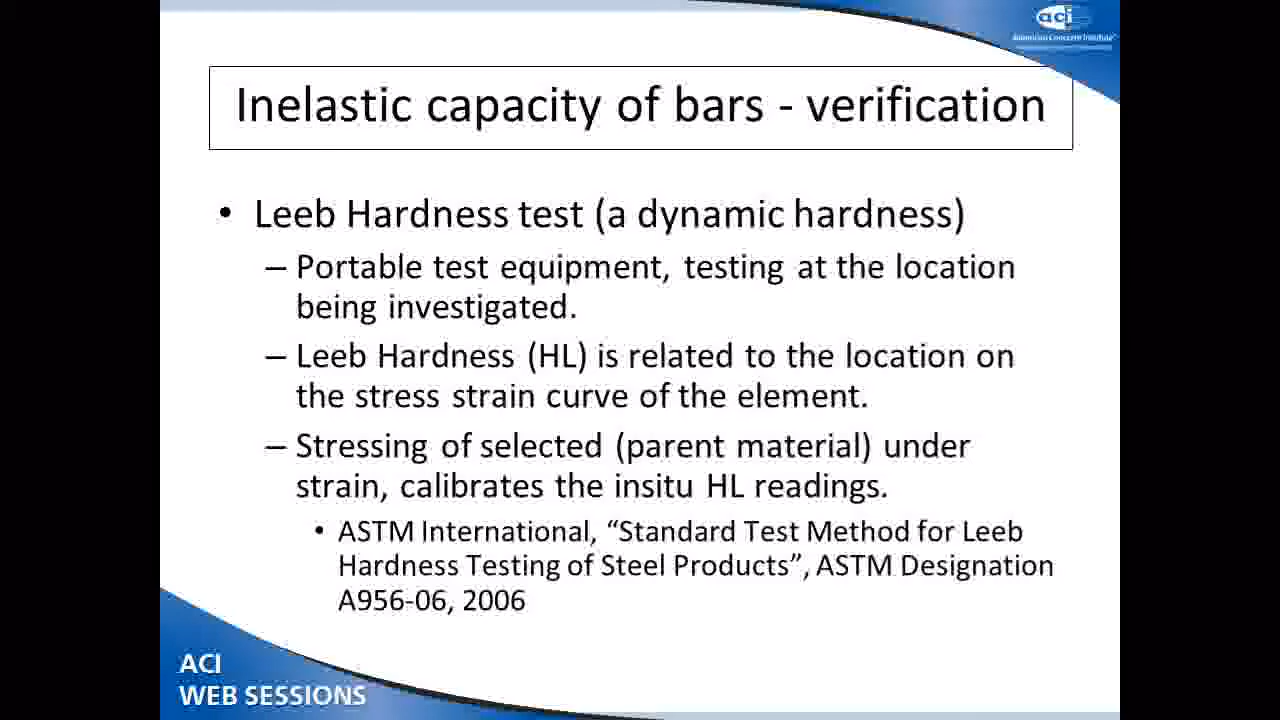 aci
American Concrete Institute
Inelastic capacity of bars - verification
• Leeb Hardness test (a dynamic hardness)
– Portable test equipment, testing at the location
being investigated.
– Leeb Hardness (HL) is related to the location on
the stress strain curve of the element.
– Stressing of selected (parent material) under
strain, calibrates the insitu HL readings.
• ASTM International, “Standard Test Method for Leeb
Hardness Testing of Steel Products”, ASTM Designation
A956-06, 2006
ACI
WEB SESSIONS